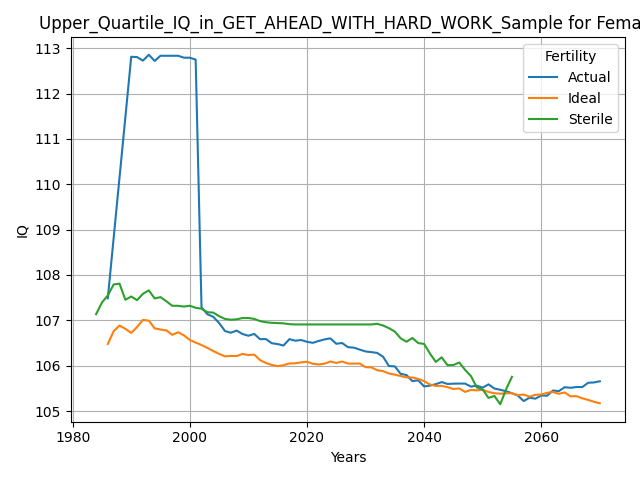 Upper_Quartile_IQ_in_GET_AHEAD_WITH_HARD_WORK_Sample for Fema
Fertility
Actual
Ideal
Sterile
113
112
111
110
109
108
107
106
105
IQ
1980
2000
2020
2040
2060
Years